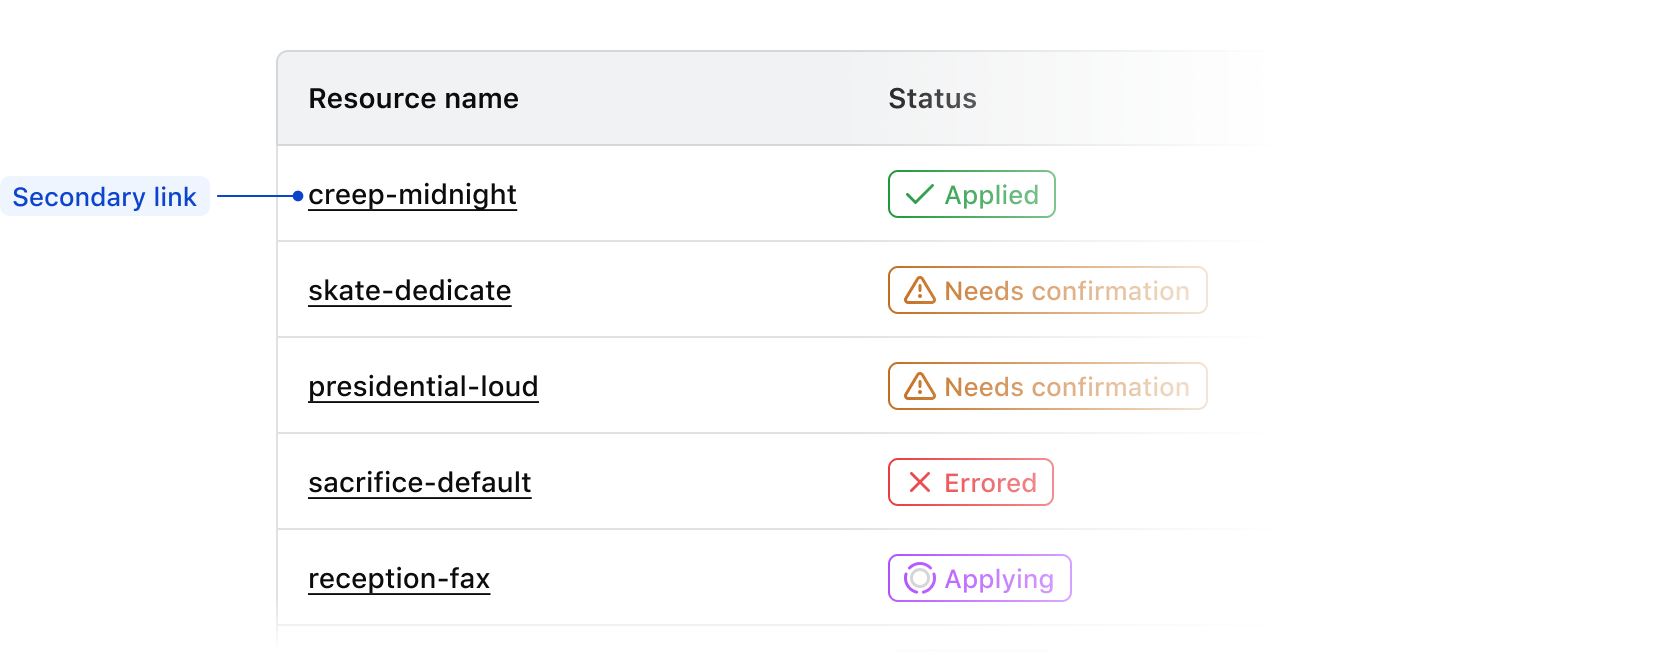 Resource name Status
Secondary link creep-midnight Applied
skate-dedicate Needs confirmation
presidential-loud Needs confirmation
sacrifice-default Errored
reception-fax Applying